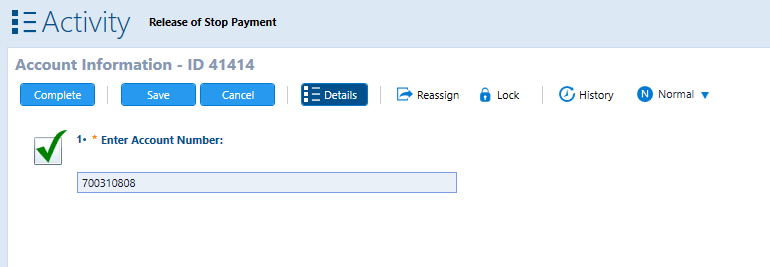 Activity Release of Stop Payment
Account Information - ID 41414
Complete Save Cancel Details Reassign Lock History N Normal
1• * Enter Account Number:
700310808